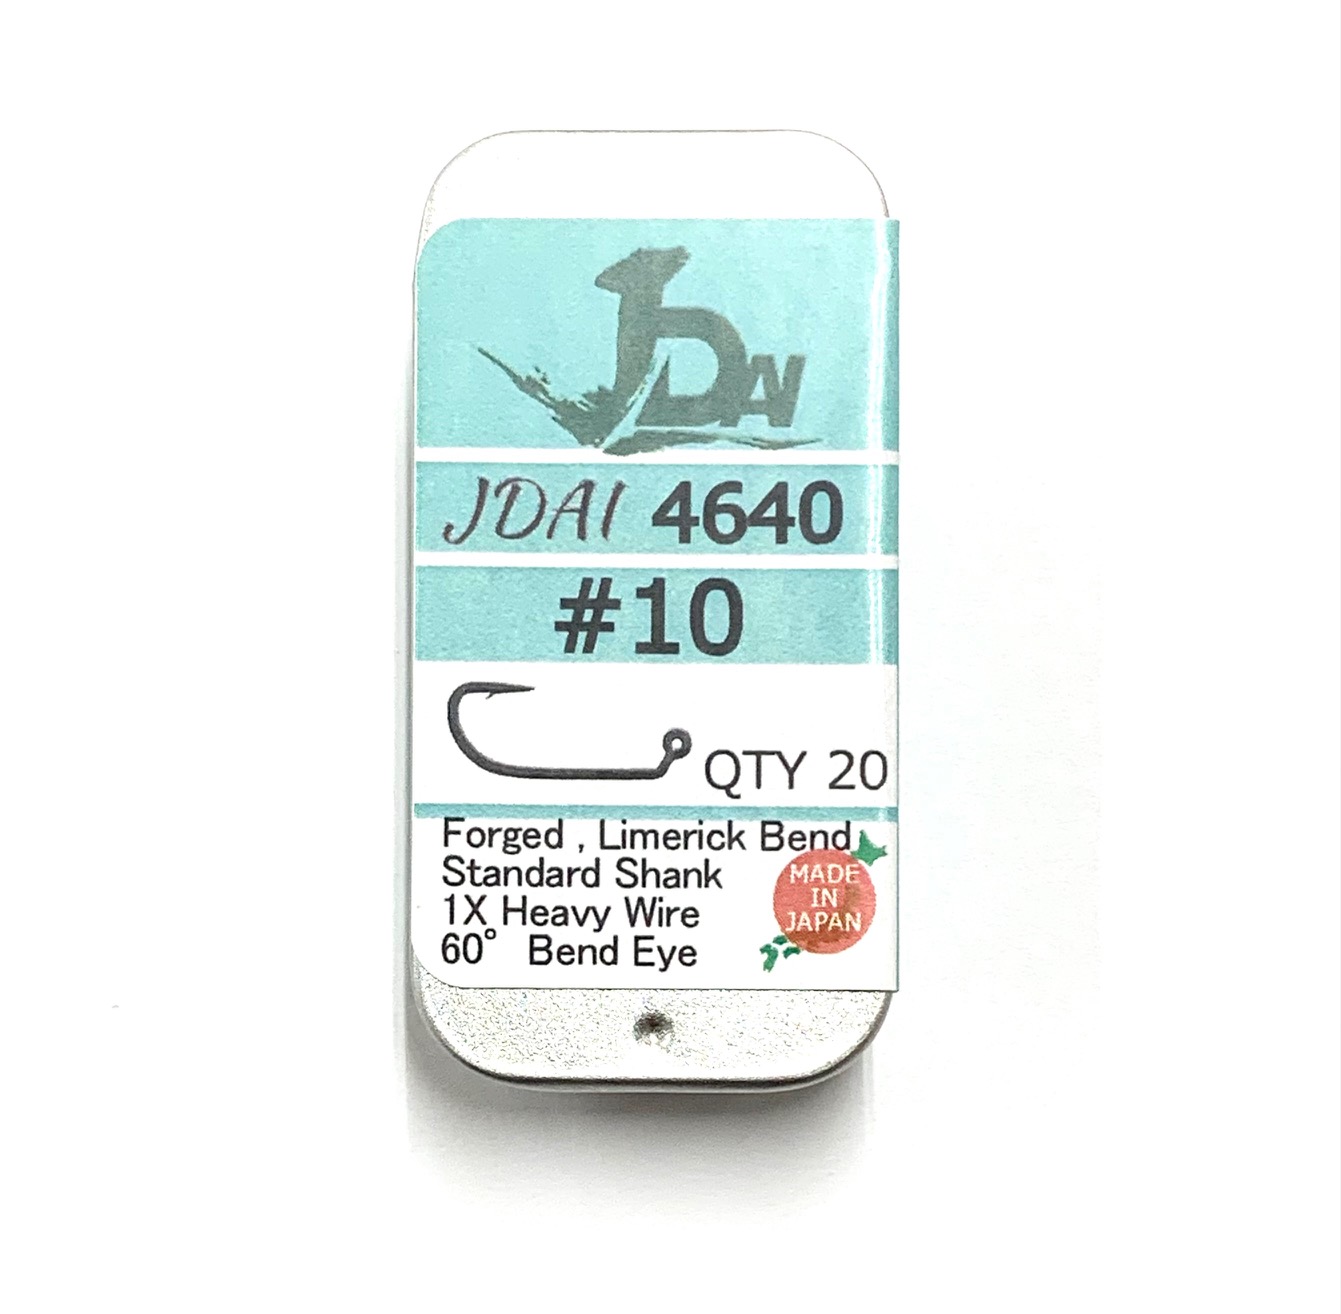 JDAI
JDAI 4640
#10
QTY 20
Forged , Limerick Bend
Standard Shank
1X Heavy Wire
60° Bend Eye
MADE
IN
JAPAN